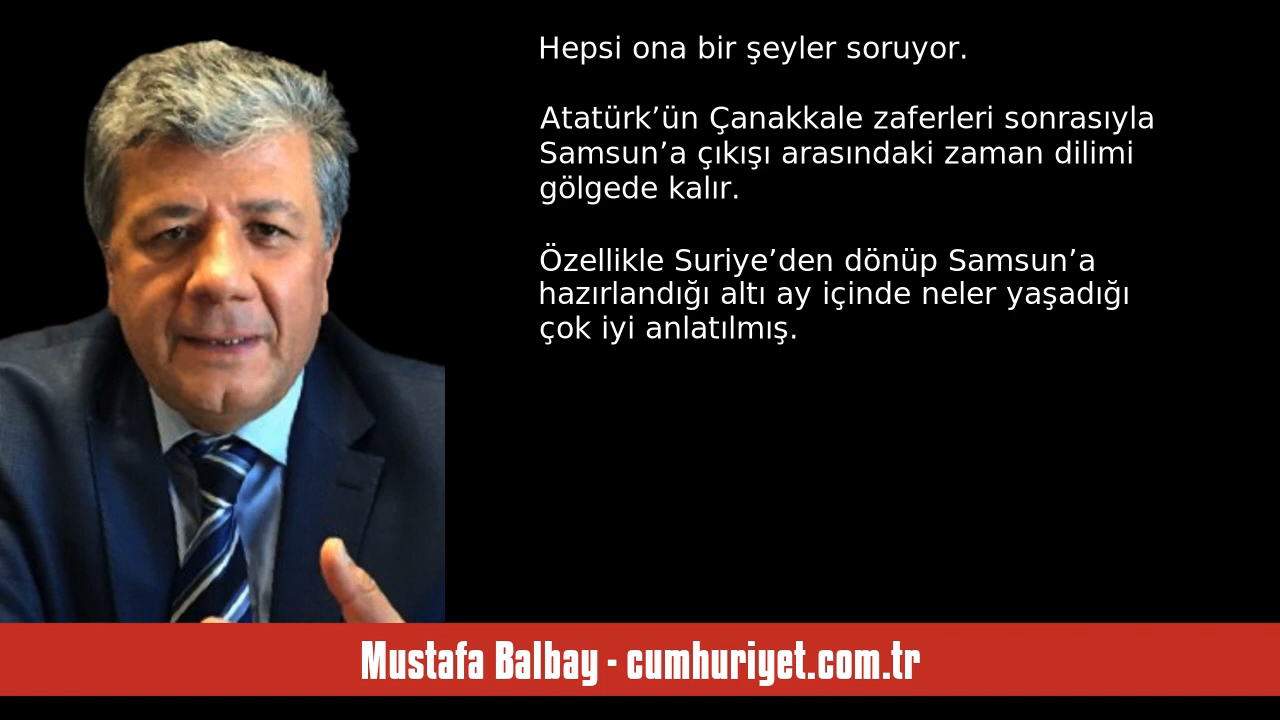 Hepsi ona bir şeyler soruyor.
Atatürk’ün Çanakkale zaferleri sonrasıyla
Samsun’a çıkışı arasındaki zaman dilimi
gölgede kalır.
Özellikle Suriye’den dönüp Samsun’a
hazırlandığı altı ay içinde neler yaşadığı
çok iyi anlatılmış.
Mustafa Balbay - cumhuriyet.com.tr